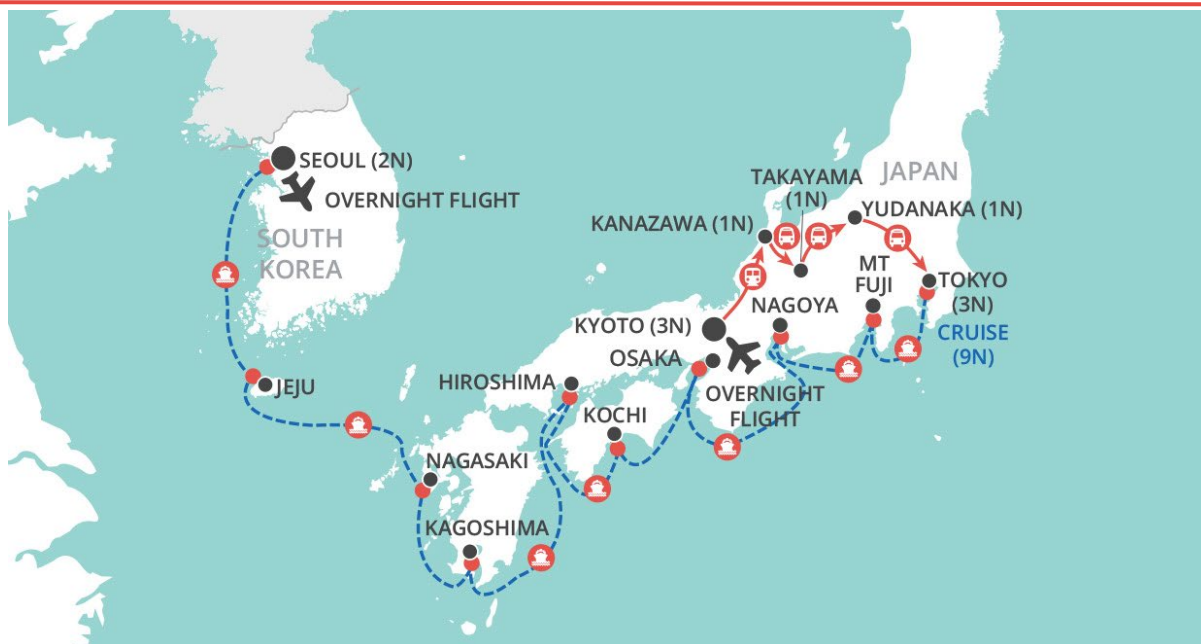 SEOUL (2N)
OVERNIGHT FLIGHT
SOUTH
KOREA
JEJU
NAGASAKI
KAGOSHIMA
HIROSHIMA
KOCHI
OSAKA
KYOTO (3N)
OVERNIGHT
FLIGHT
KANAZAWA (1N)
TAKAYAMA
(1N)
JAPAN
YUDANAKA (1N)
NAGOYA
MT
FUJI
TOKYO
(3N)
CRUISE
(9N)